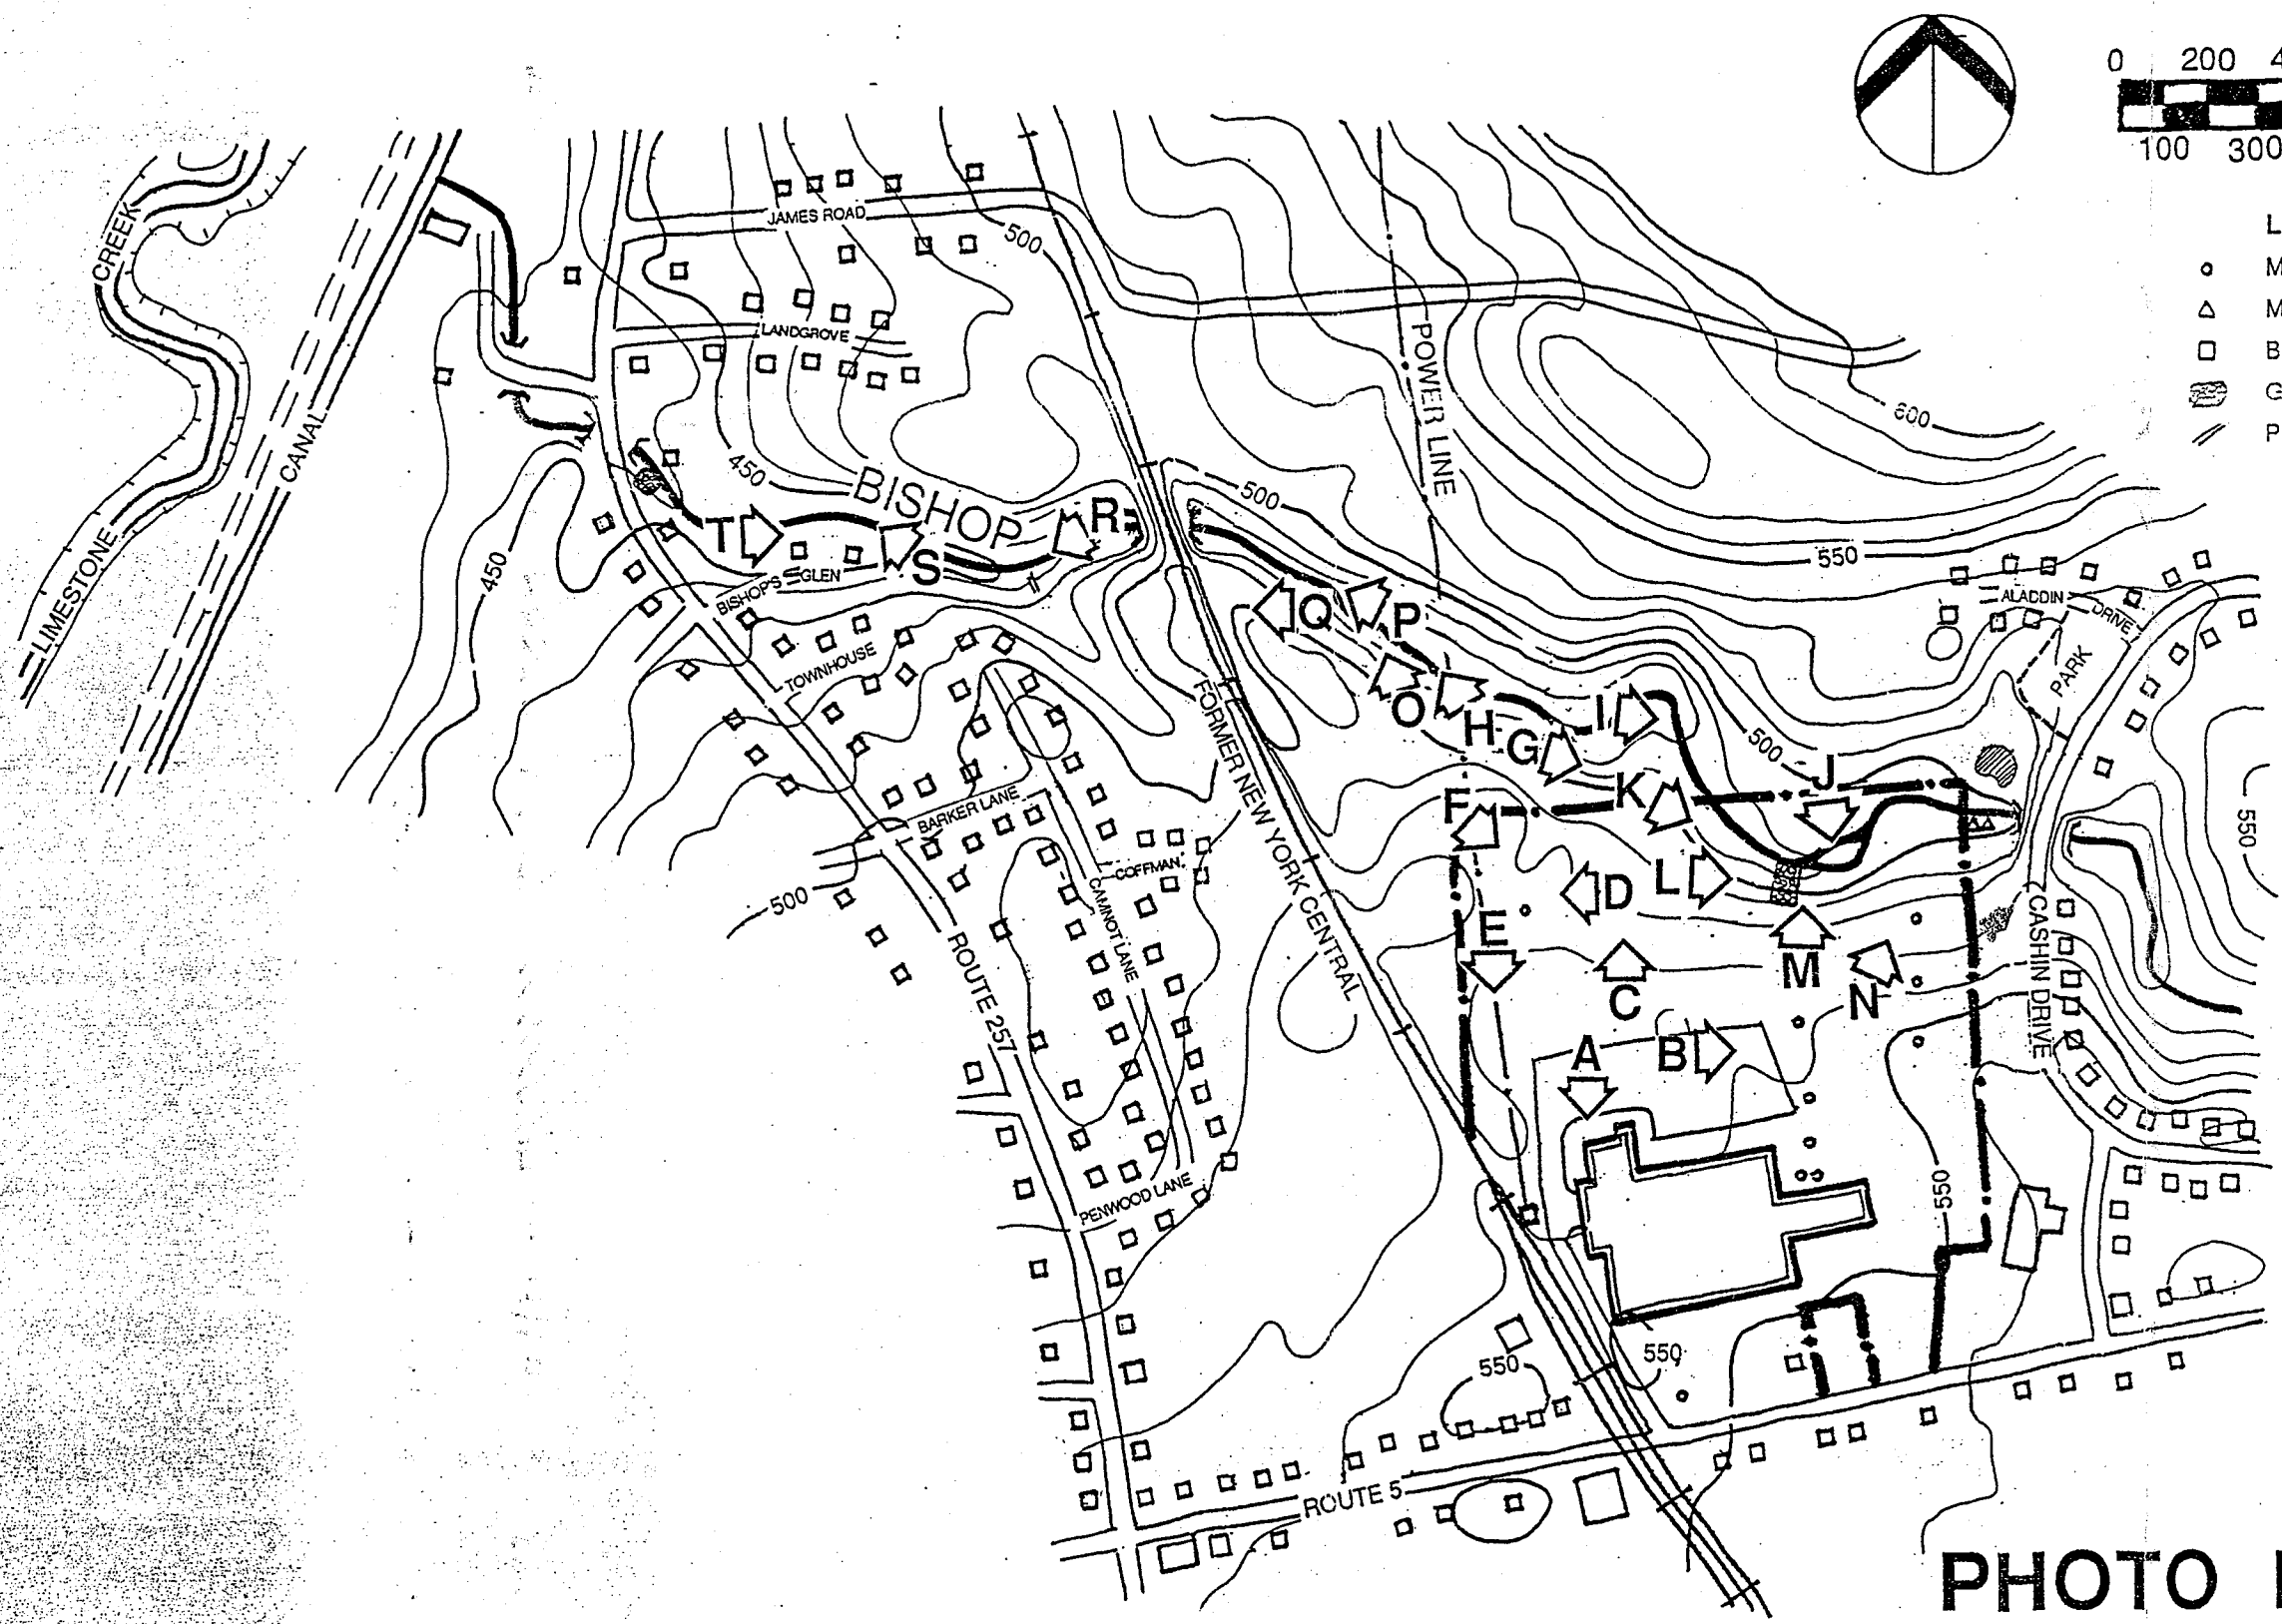 0 200 4
100 300
L
M
M
B
G
P
CREEK
CANAL
LIMESTONE
JAMES ROAD
500
LANDGROVE
POWER LINE
600
450
BISHOP
500
R
T
S
450
BISHOP'S GLEN
550
ALADDIN DRIVE
PARK
Q
P
TOWNHOUSE
O
H
I
G
500
J
K
F
FORMER NEW YORK CENTRAL
BARKER LANE
COFFMAN
CAMNOT LANE
500
L
D
E
M
C
N
550
CASHIN DRIVE
ROUTE 257
A
B
PENWOOD LANE
550
550
550
ROUTE 5
PHOTO